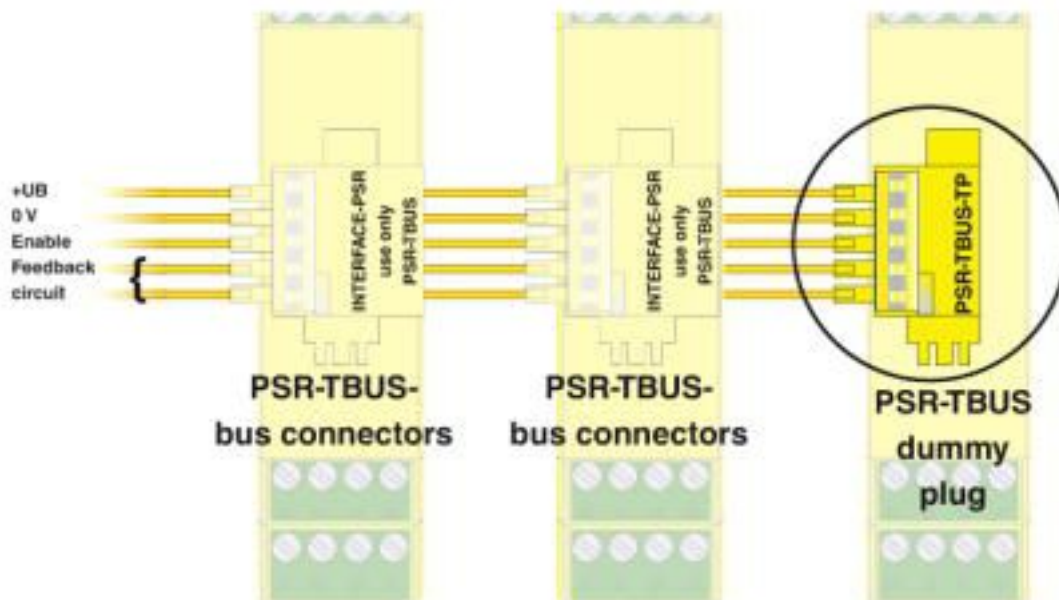 +UB
0 V
Enable
Feedback
circuit
INTERFACE-PSR
use only
PSR-TBUS
INTERFACE-PSR
use only
PSR-TBUS
PSR-TBUS-TP
PSR-TBUS-
bus connectors
PSR-TBUS-
bus connectors
PSR-TBUS
dummy
plug